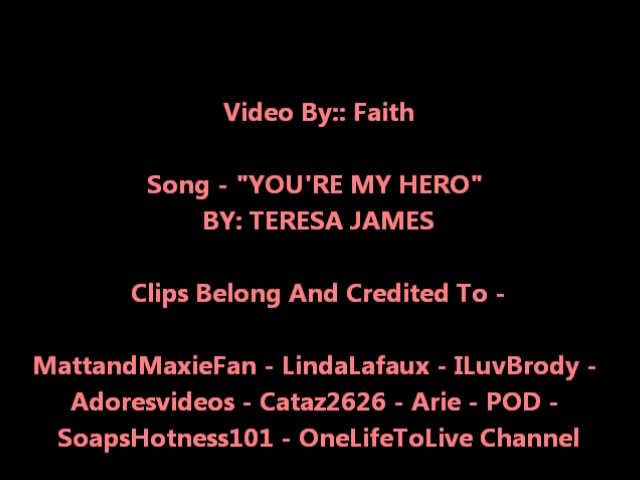 Video By:: Faith
Song - "YOU'RE MY HERO"
BY: TERESA JAMES
Clips Belong And Credited To -
MattandMaxieFan - LindaLafaux - ILuvBrody -
Adoresvideos - Cataz2626 - Arie - POD -
SoapsHotness101 - OneLifeToLive Channel